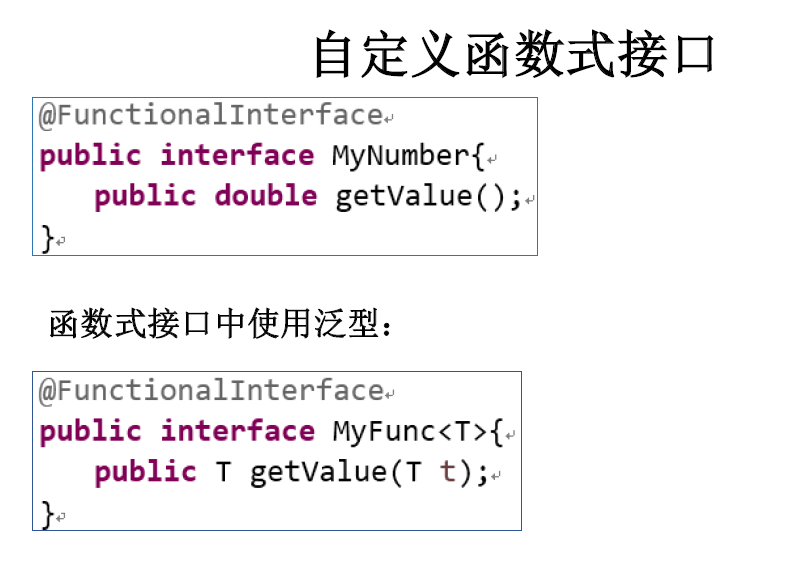 自定义函数式接口
@FunctionalInterface
public interface MyNumber{
public double getValue();
}
函数式接口中使用泛型：
@FunctionalInterface
public interface MyFunc<T>{
public T getValue(T t);
}